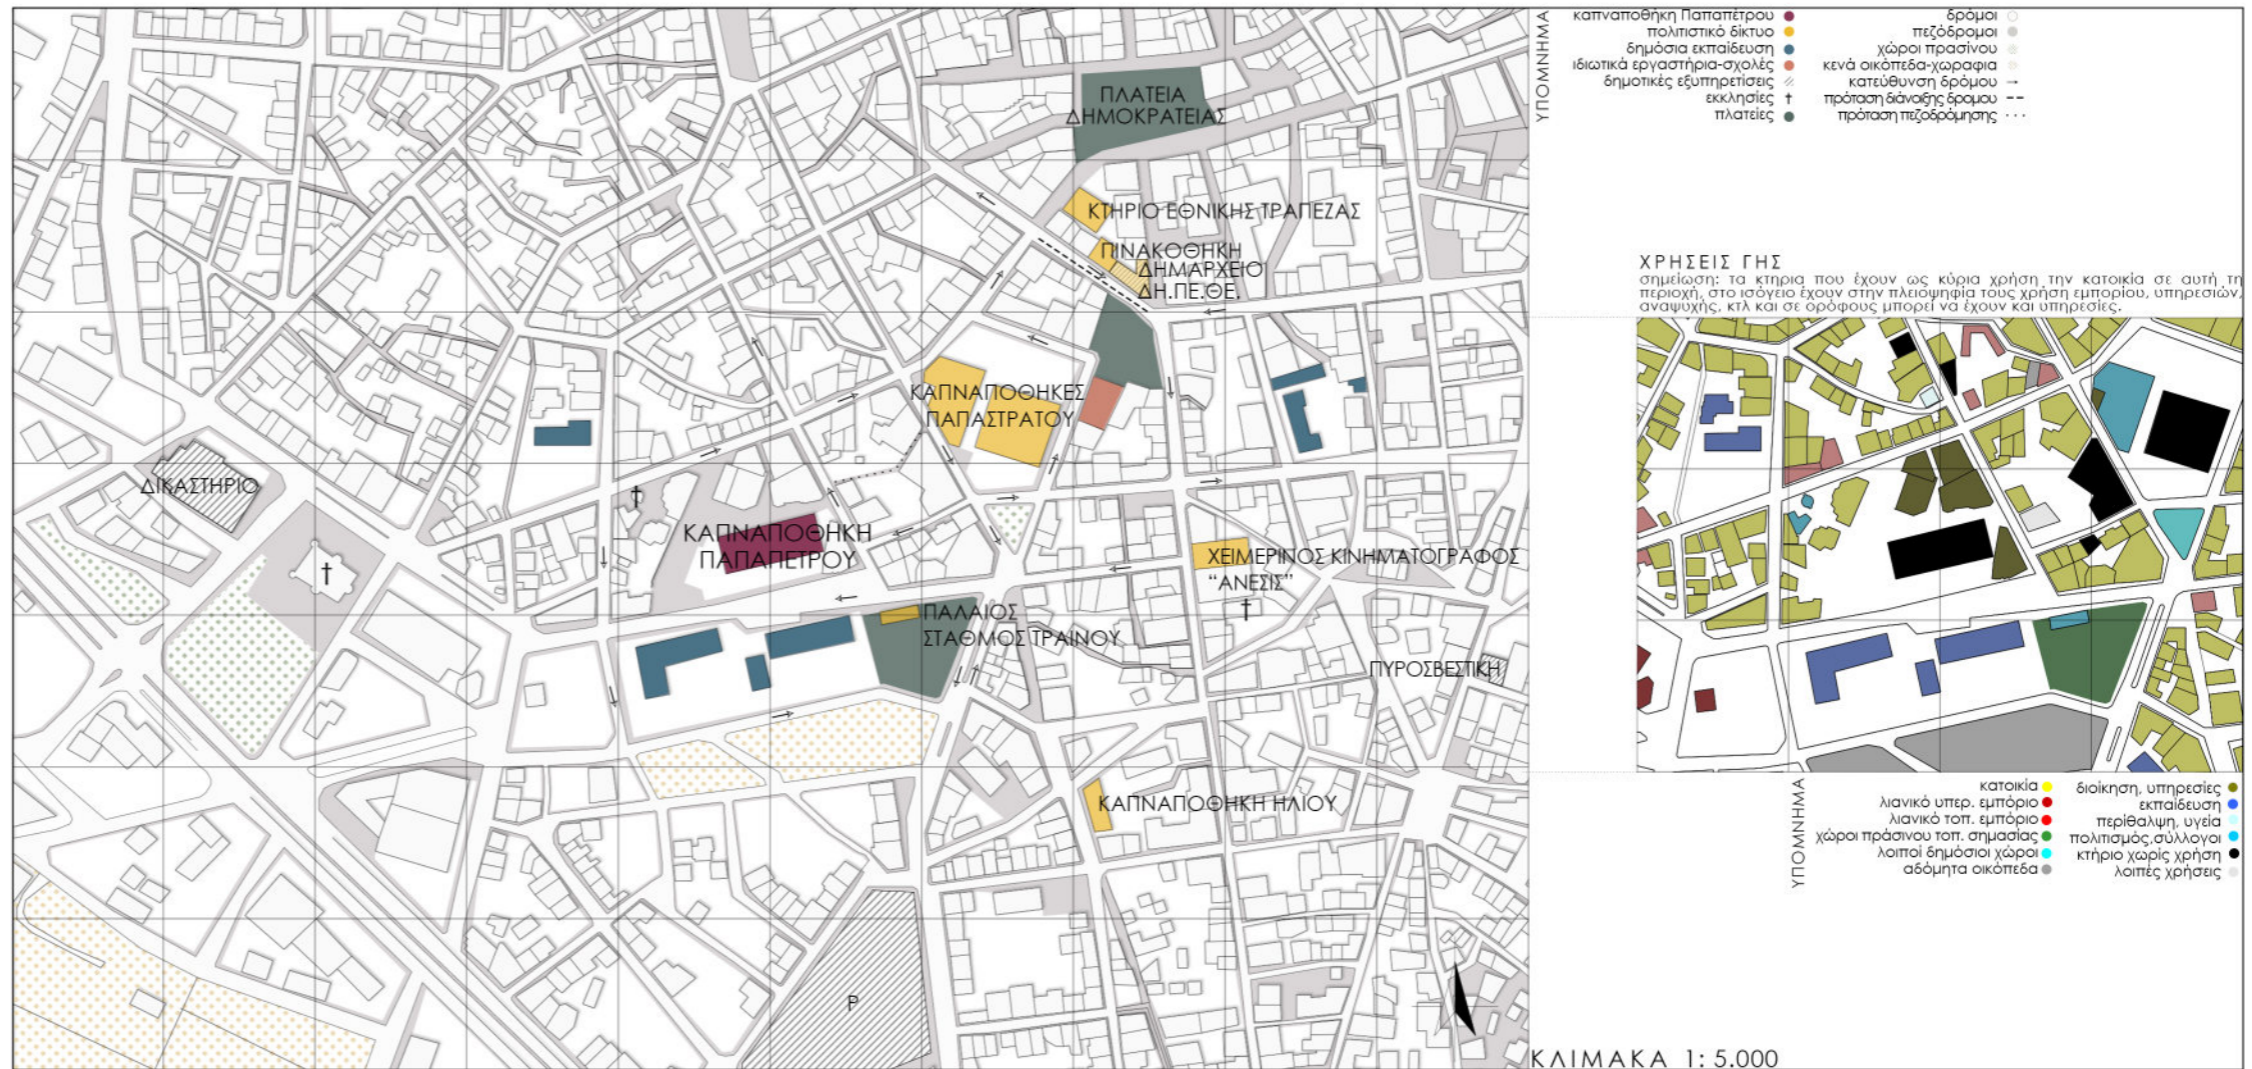 ΠΛΑΤΕΙΑ
ΔΗΜΟΚΡΑΤΕΙΑΣ
ΚΤΗΡΙΟ ΕΘΝΙΚΗΣ ΤΡΑΠΕΖΑΣ
ΠΙΝΑΚΟΘΗΚΗ
ΔΗΜΑΡΧΕΙΟ
ΔΗ.ΠΕ.ΘΕ.
ΚΑΠΝΑΠΟΘΗΚΕΣ
ΠΑΠΑΣΤΡΑΤΟΥ
ΔΙΚΑΣΤΗΡΙΟ
ΚΑΠΝΑΠΟΘΗΚΗ
ΠΑΠΑΠΕΤΡΟΥ
ΧΕΙΜΕΡΙΝΟΣ ΚΙΝΗΜΑΤΟΓΡΑΦΟΣ
“ΑΝΕΣΙΣ”
ΠΑΛΑΙΟΣ
ΣΤΑΘΜΟΣ ΤΡΑΙΝΟΥ
ΠΥΡΟΣΒΕΣΤΙΚΗ
ΚΑΠΝΑΠΟΘΗΚΗ ΗΛΙΟΥ
P
ΥΠΟΜΝΗΜΑ
καπναποθήκη Παπαπέτρου
πολιτιστικό δίκτυο
δημόσια εκπαίδευση
ιδιωτικά εργαστήρια-σχολές
δημοτικές εξυπηρετίσεις
εκκλησίες
πλατείες
δρόμοι
πεζόδρομοι
χώροι πρασίνου
κενά οικόπεδα-χωραφια
κατεύθυνση δρόμου
πρόταση διάνοιξης δρομου
πρόταση πεζοδρόμησης
ΧΡΗΣΕΙΣ ΓΗΣ
σημείωση: τα κτηρια που έχουν ως κύρια χρήση την κατοικία σε αυτή τη
περιοχή, στο ισόγειο έχουν στην πλειοψηφία τους χρήση εμπορίου, υπηρεσιών,
αναψυχής, κτλ και σε ορόφους μπορεί να έχουν και υπηρεσίες.
ΥΠΟΜΝΗΜΑ
κατοικία
λιανικό υπερ. εμπόριο
λιανικό τοπ. εμπόριο
χώροι πράσινου τοπ. σημασίας
λοιποί δημόσιοι χώροι
αδόμητα οικόπεδα
διοίκηση, υπηρεσίες
εκπαίδευση
περίθαλψη, υγεία
πολιτισμός,σύλλογοι
κτήριο χωρίς χρήση
λοιπές χρήσεις
ΚΛΙΜΑΚΑ 1: 5.000